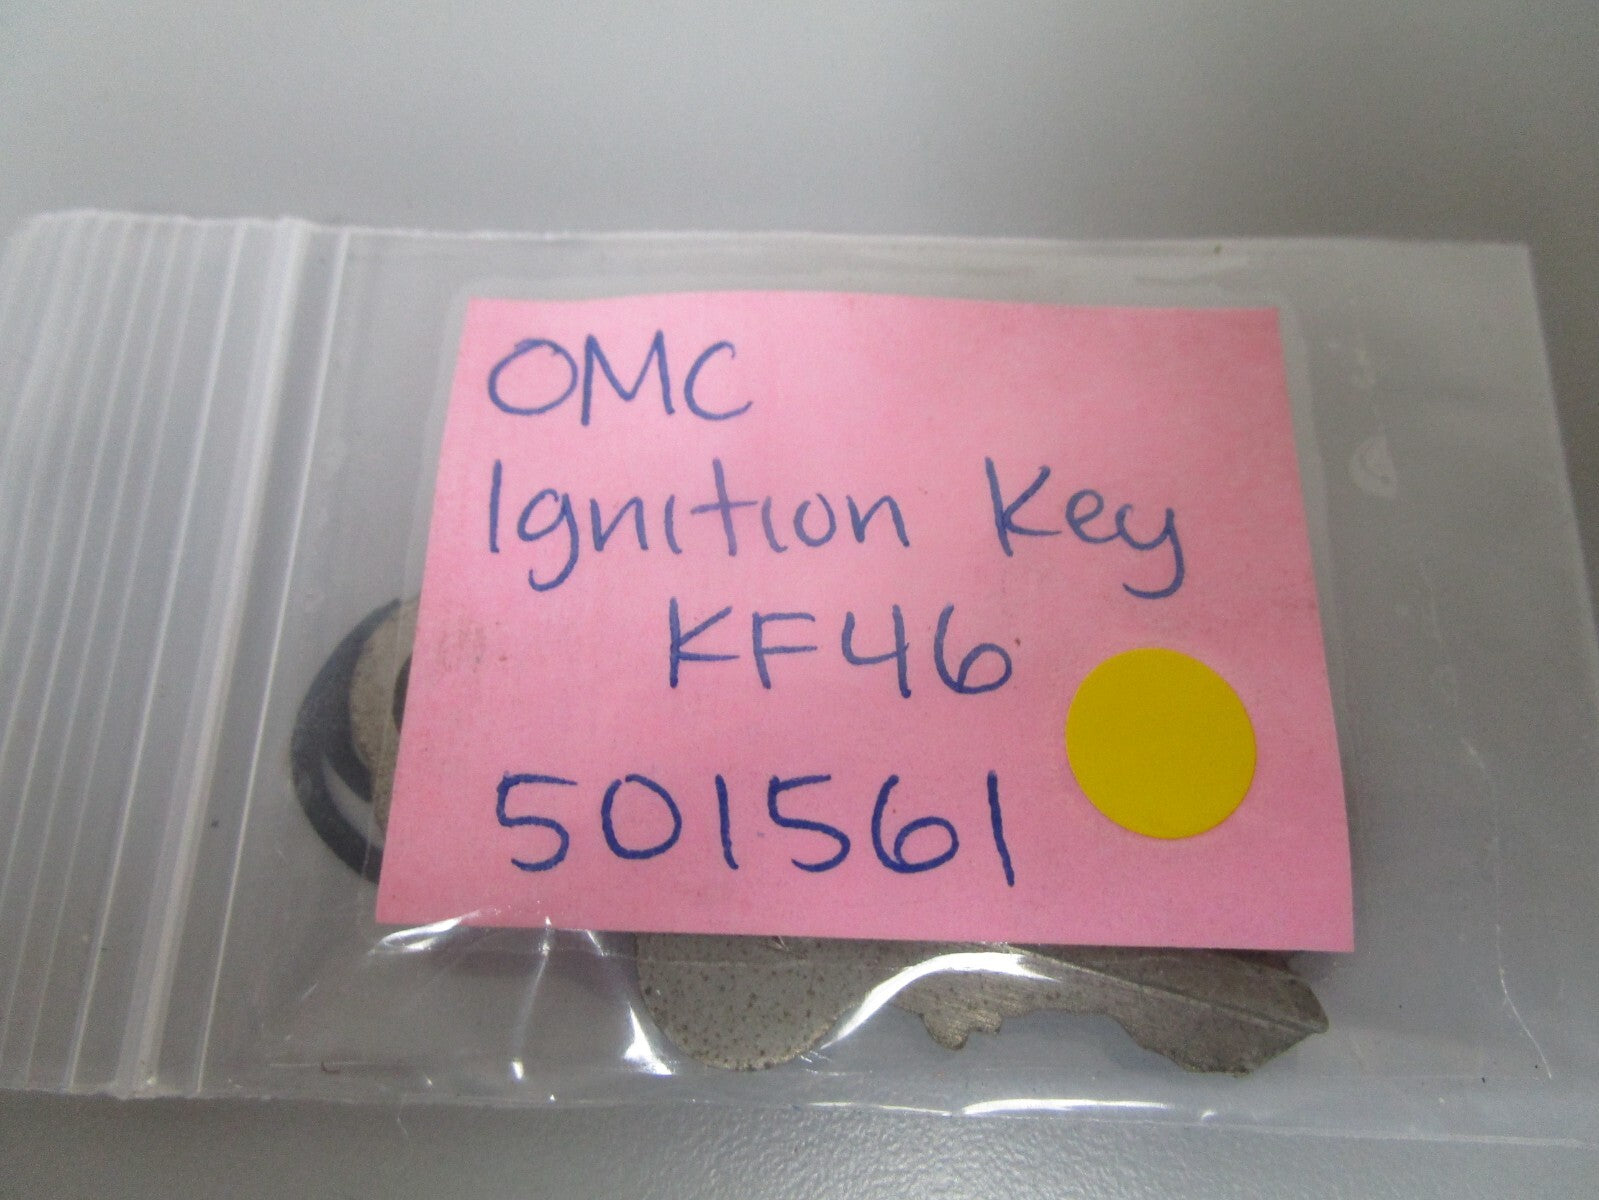 OMC
Ignition Key
KF46
501561